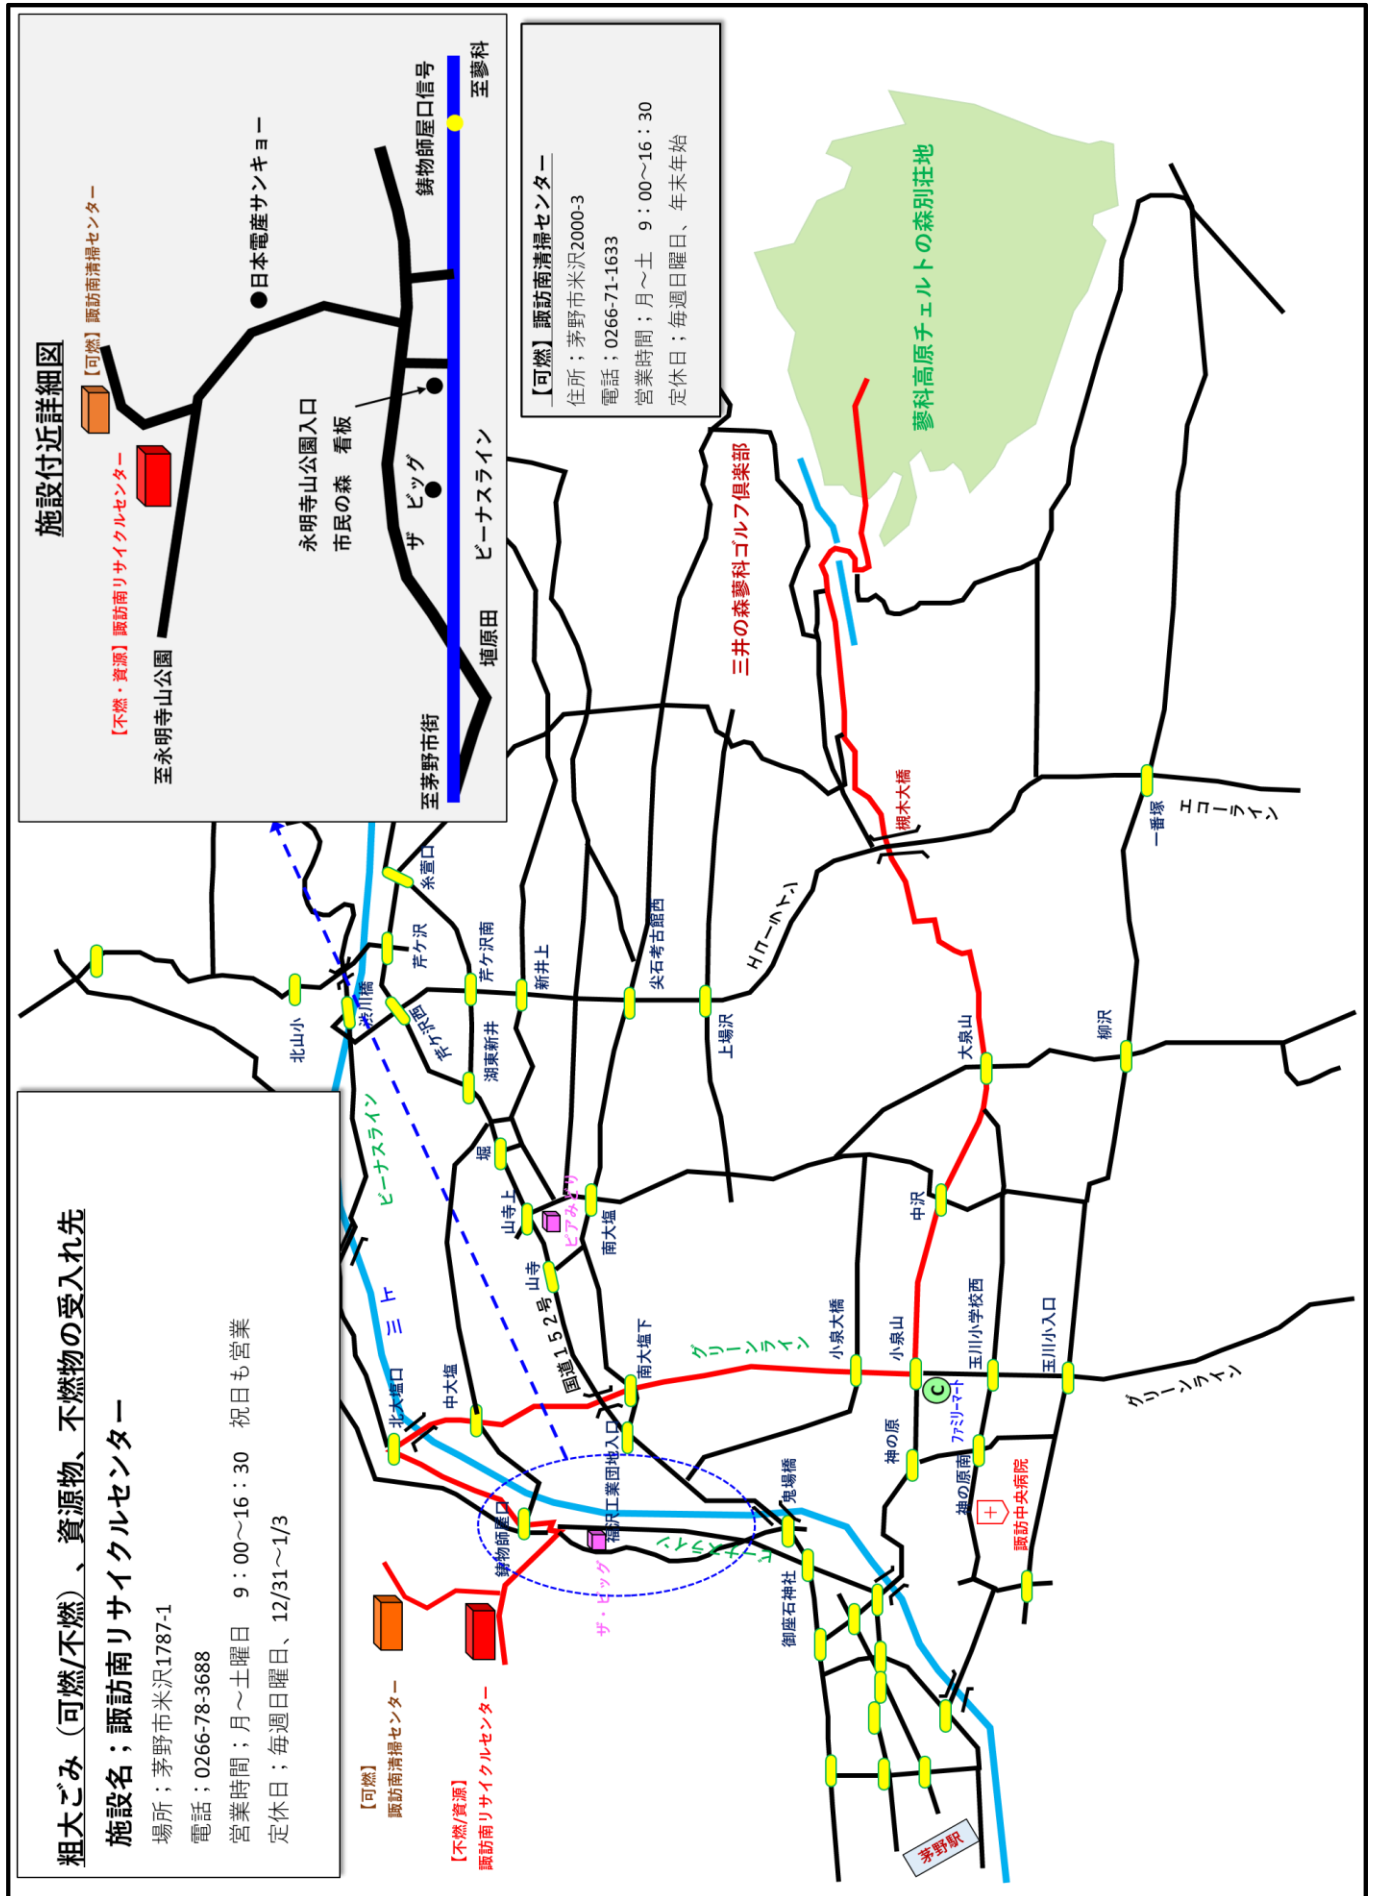 粗大ごみ（可燃/不燃）、資源物、不燃物の受入れ先
施設名；諏訪南リサイクルセンター
場所；茅野市米沢1787-1
電話；0266-78-3688
営業時間；月～土曜日　9：00～16：30　祝日も営業
定休日；毎週日曜日、12/31～1/3
施設付近詳細図
【可燃】諏訪南清掃センター
【不燃・資源】諏訪南リサイクルセンター
至永明寺山公園
●日本電産サンキョー
永明寺山公園入口
市民の森　看板
ザ　ビッグ
鋳物師屋口信号
至茅野市街
埴原田
ビーナスライン
至蓼科
【可燃】諏訪南清掃センター
住所；茅野市米沢2000-3
電話；0266-71-1633
営業時間；月～土　9：00～16：30
定休日；毎週日曜日、年末年始
【可燃】
諏訪南清掃センター
【不燃/資源】
諏訪南リサイクルセンター
北山小
渋川橋
芹ケ沢
糸萱口
芹ケ沢西
芹ケ沢南
湖東新井
新井上
尖石考古館西
上場沢
エコーライン
ビーナスライン
堀
山寺上
ピアみどり
山寺
南大塩
国道１５２号
北大塩口
中大塩
南大塩下
グリーンライン
小泉大橋
小泉山
中沢
大泉山
柳沢
一番塚
エコーライン
槻木大橋
三井の森蓼科ゴルフ倶楽部
蓼科高原チェルトの森別荘地
鋳物師屋口
福沢工業団地入口
ザ・ビッグ
ビーナスライン
鬼場橋
御座石神社
神の原
C
ファミリーマート
玉川小学校西
玉川小入口
グリーンライン
神の原南
諏訪中央病院
茅野駅